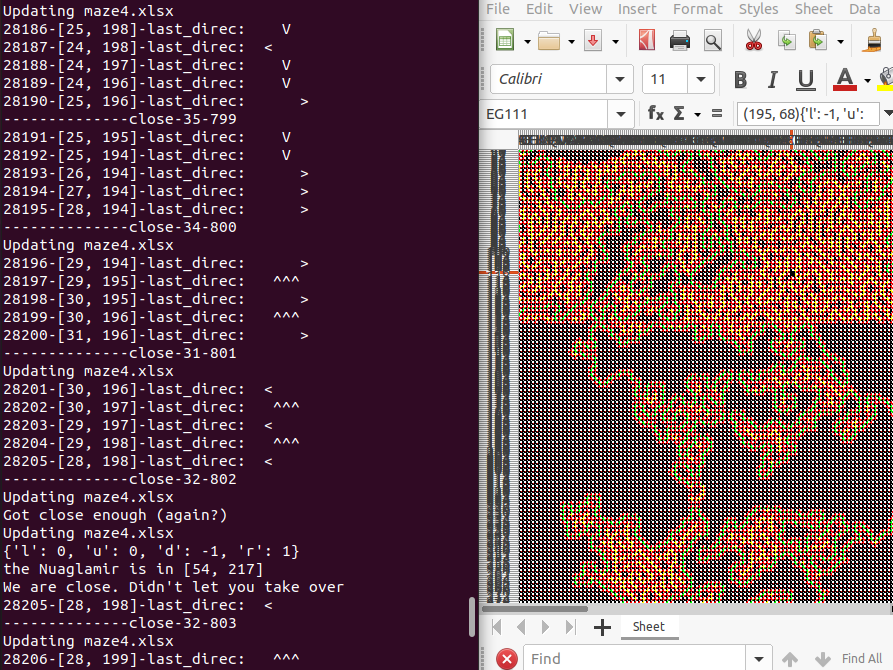 Updating maze4.xlsx
28186-[25, 198]-last_direc:    V
28187-[24, 198]-last_direc:  <
28188-[24, 197]-last_direc:    V
28189-[24, 196]-last_direc:    V
28190-[25, 196]-last_direc:      >
--------------close-35-799
28191-[25, 195]-last_direc:    V
28192-[25, 194]-last_direc:    V
28193-[26, 194]-last_direc:      >
28194-[27, 194]-last_direc:      >
28195-[28, 194]-last_direc:      >
--------------close-34-800
Updating maze4.xlsx
28196-[29, 194]-last_direc:      >
28197-[29, 195]-last_direc:   ^^^
28198-[30, 195]-last_direc:      >
28199-[30, 196]-last_direc:   ^^^
28200-[31, 196]-last_direc:      >
--------------close-31-801
Updating maze4.xlsx
28201-[30, 196]-last_direc:  <
28202-[30, 197]-last_direc:   ^^^
28203-[29, 197]-last_direc:  <
28204-[29, 198]-last_direc:   ^^^
28205-[28, 198]-last_direc:  <
--------------close-32-802
Updating maze4.xlsx
Got close enough (again?)
Updating maze4.xlsx
{'l': 0, 'u': 0, 'd': -1, 'r': 1}
the Nuaglamir is in [54, 217]
We are close. Didn't let you take over
28205-[28, 198]-last_direc:  <
--------------close-32-803
Updating maze4.xlsx
28206-[28, 199]-last_direc:   ^^^
File Edit View Insert Format Styles Sheet Data
Calibri 11 B I U A
EG111 fx Σ = (195, 68){'l': -1, 'u':
Sheet
Find Find All